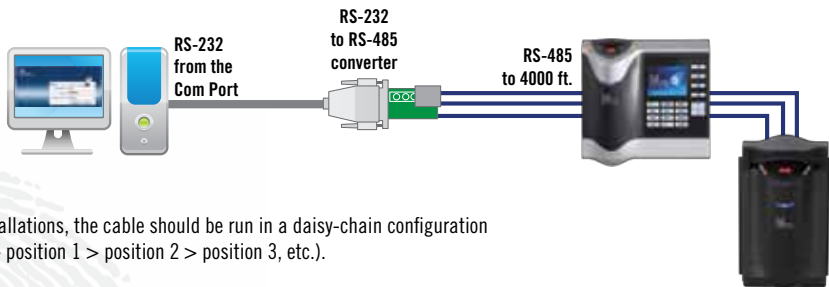 RS-232
from the
Com Port
RS-232
to RS-485
converter
RS-485
to 4000 ft.
allations, the cable should be run in a daisy-chain configuration
position 1 > position 2 > position 3, etc.).